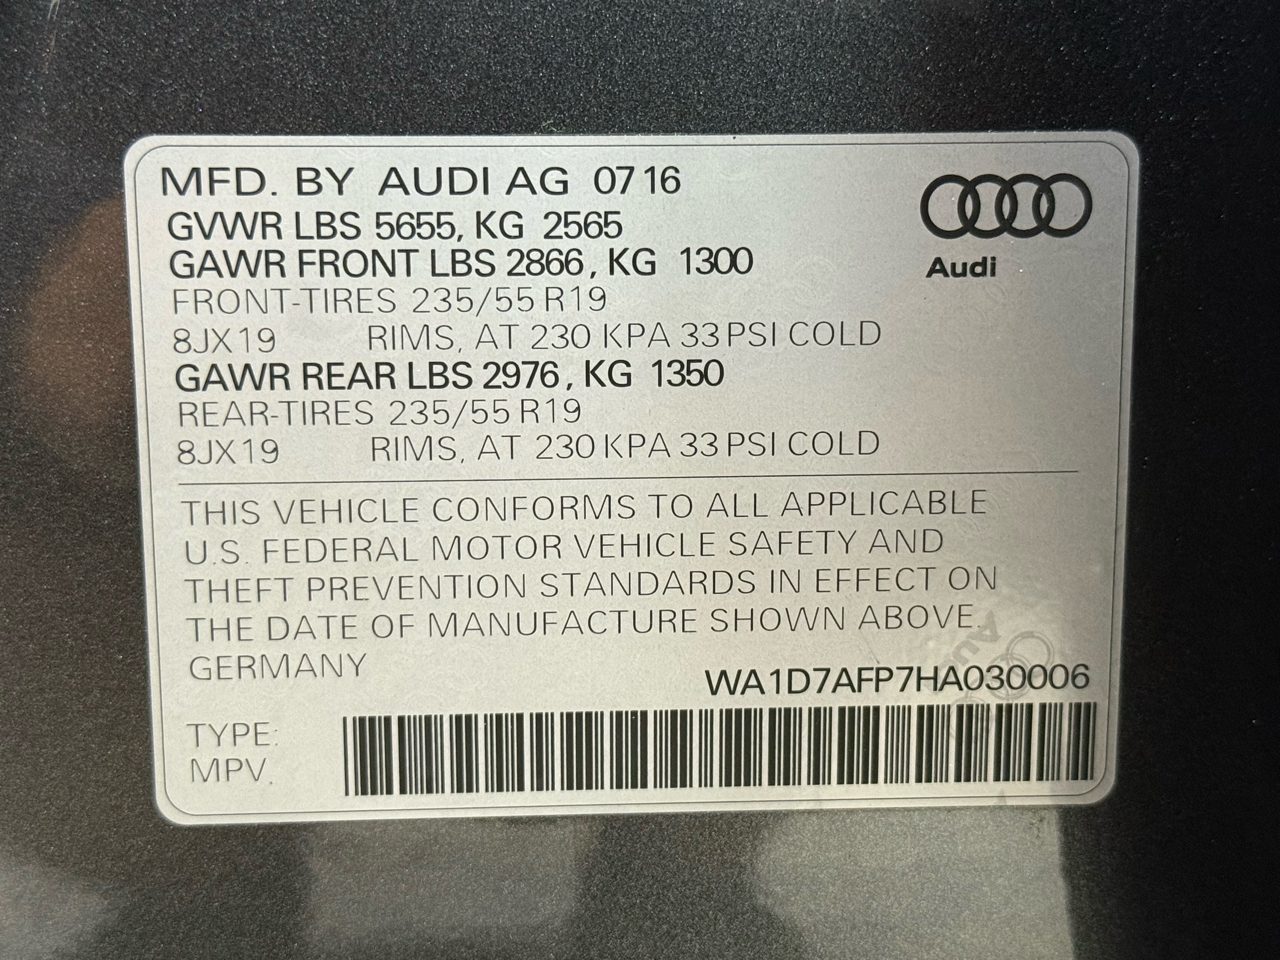 MFD. BY AUDI AG 07 16
GVWR LBS 5655, KG 2565
GAWR FRONT LBS 2866, KG 1300
FRONT-TIRES 235/55 R19
8JX19 RIMS, AT 230 KPA 33 PSI COLD
GAWR REAR LBS 2976, KG 1350
REAR-TIRES 235/55 R19
8JX19 RIMS, AT 230 KPA 33 PSI COLD
Audi
THIS VEHICLE CONFORMS TO ALL APPLICABLE
U.S. FEDERAL MOTOR VEHICLE SAFETY AND
THEFT PREVENTION STANDARDS IN EFFECT ON
THE DATE OF MANUFACTURE SHOWN ABOVE.
GERMANY
WA1D7AFP7HA030006
TYPE:
MPV.